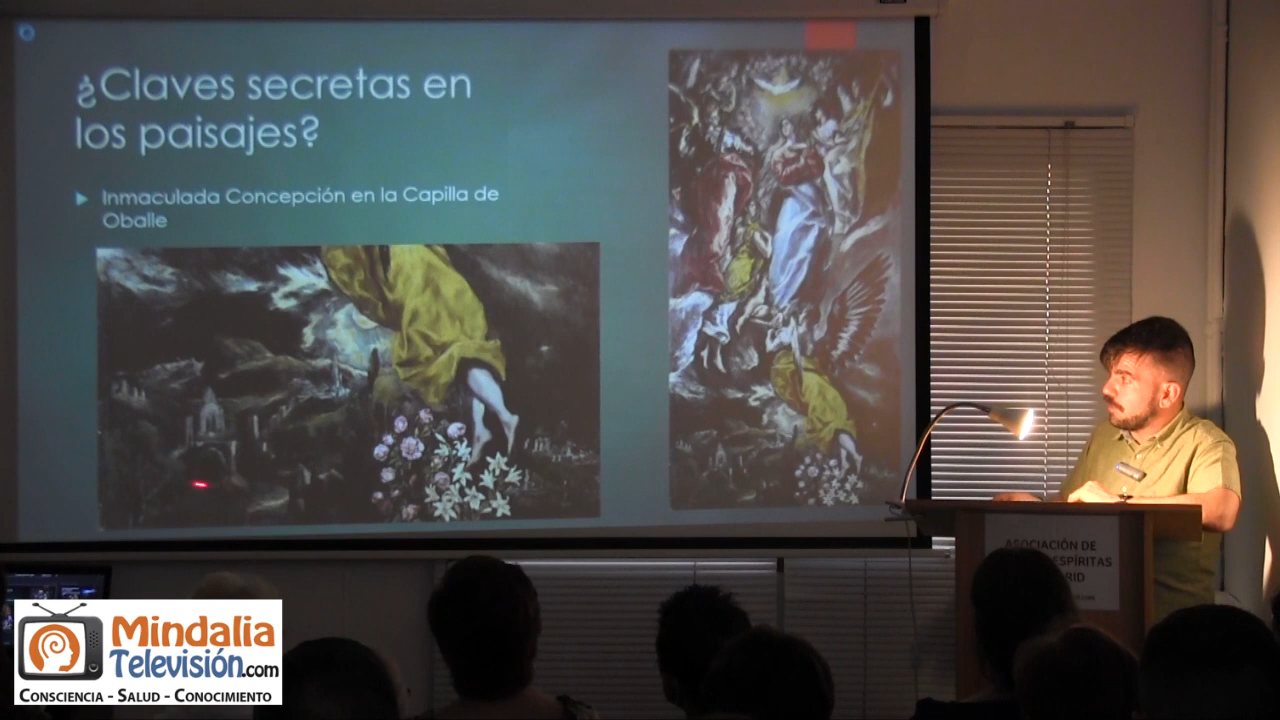 ¿Claves secretas en
los paisajes?
Inmaculada Concepción en la Capilla de
Oballe
ASOCIACIÓN DE
ESPÍRITAS
Mindalia
Televisión.com
CONSCIENCIA - SALUD - CONOCIMIENTO